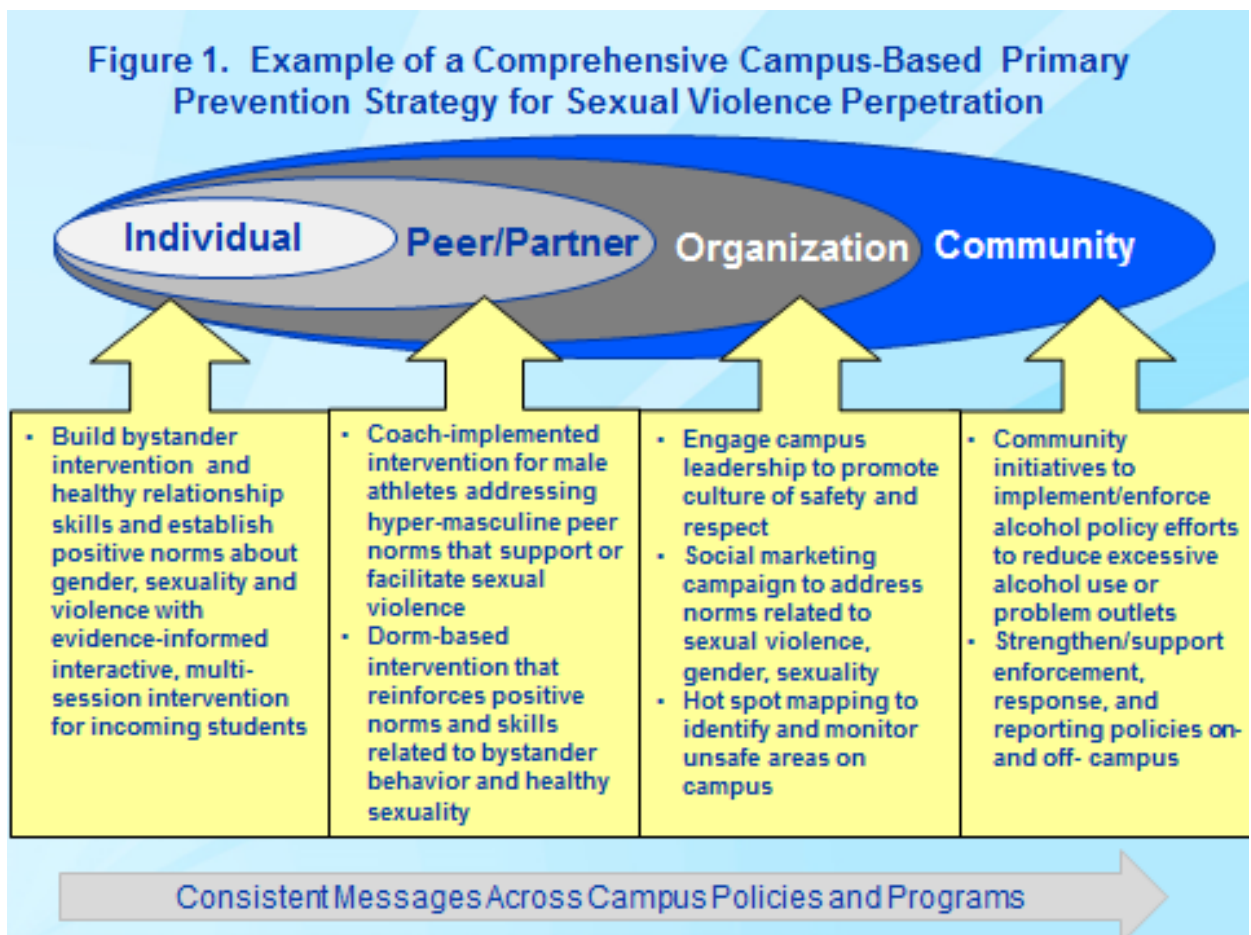 Figure 1. Example of a Comprehensive Campus-Based Primary
Prevention Strategy for Sexual Violence Perpetration
Individual
Peer/Partner
Organization
Community
• Build bystander
intervention and
healthy relationship
skills and establish
positive norms about
gender, sexuality and
violence with
evidence-informed
interactive, multi-
session intervention
for incoming students
• Coach-implemented
intervention for male
athletes addressing
hyper-masculine peer
norms that support or
facilitate sexual
violence
• Dorm-based
intervention that
reinforces positive
norms and skills
related to bystander
behavior and healthy
sexuality
• Engage campus
leadership to promote
culture of safety and
respect
• Social marketing
campaign to address
norms related to
sexual violence,
gender, sexuality
• Hot spot mapping to
identify and monitor
unsafe areas on
campus
• Community
initiatives to
implement/enforce
alcohol policy efforts
to reduce excessive
alcohol use or
problem outlets
• Strengthen/support
enforcement,
response, and
reporting policies on-
and off- campus
Consistent Messages Across Campus Policies and Programs